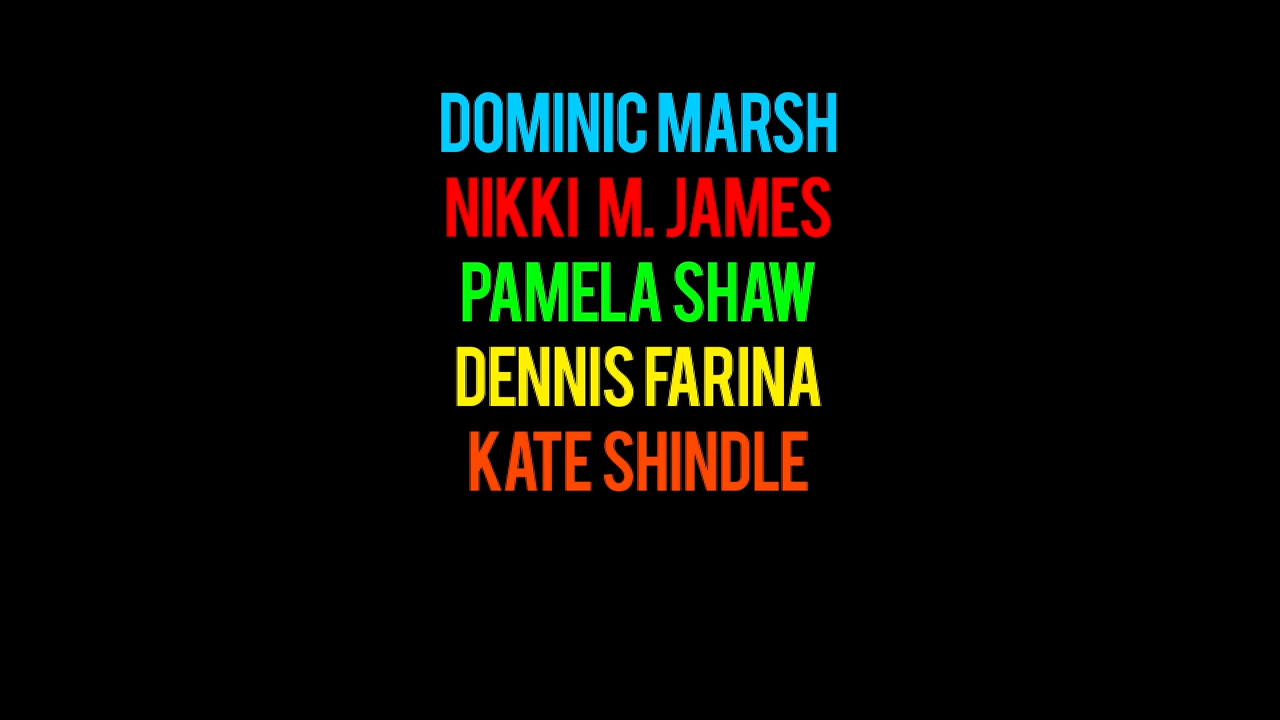 DOMINIC MARSH
NIKKI M. JAMES
PAMELA SHAW
DENNIS FARINA
KATE SHINDLE